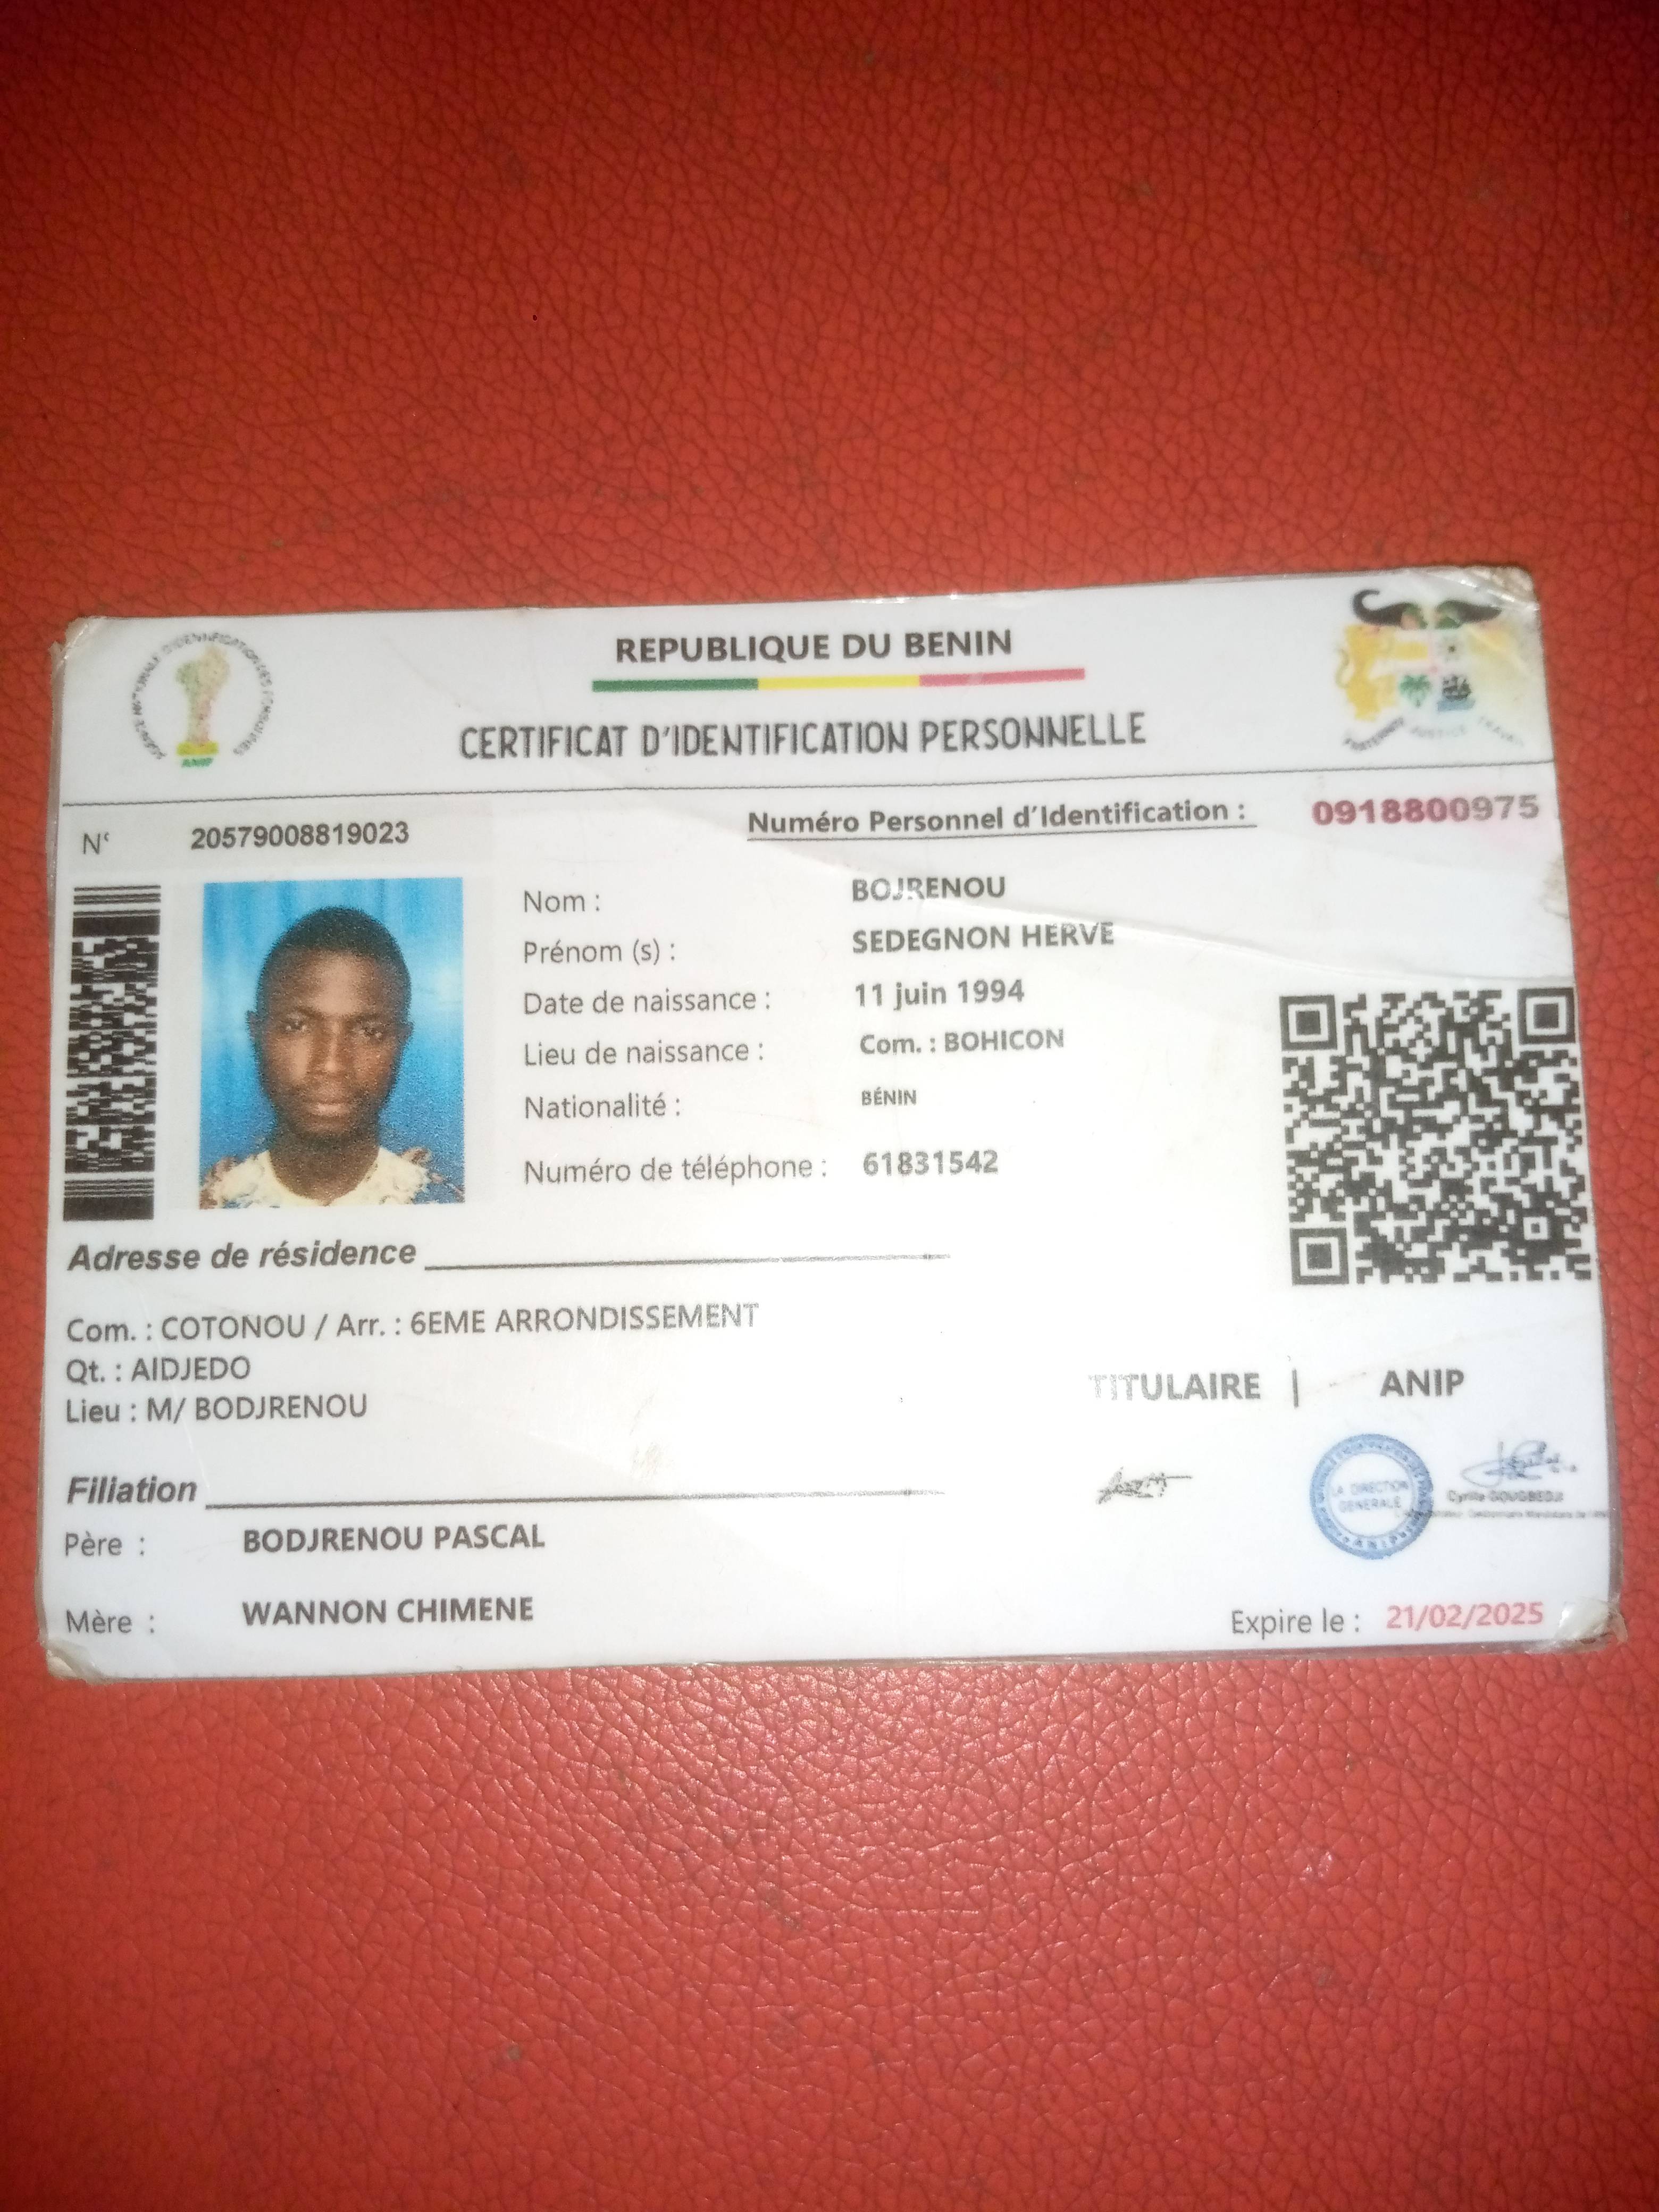 REPUBLIQUE DU BENIN
CERTIFICAT D'IDENTIFICATION PERSONNELLE
AGENCE NATIONALE D'IDENTIFICATION DES PERSONNES
ANIP
FRATERNITE JUSTICE TRAVAIL
N° 20579008819023
Numéro Personnel d'Identification : 0918800975
Nom : BOJRENOU
Prénom (s) : SEDEGNON HERVE
Date de naissance : 11 juin 1994
Lieu de naissance : Com. : BOHICON
Nationalité : BÉNIN
Numéro de téléphone : 61831542
Adresse de résidence
Com. : COTONOU / Arr. : 6EME ARRONDISSEMENT
Qt. : AIDJEDO
Lieu : M/ BODJRENOU
TITULAIRE | ANIP
LA DIRECTION
GENERALE
ANIP
Cyrille GOUGBEDJI
Filiation
Père : BODJRENOU PASCAL
Mère : WANNON CHIMENE
Expire le : 21/02/2025